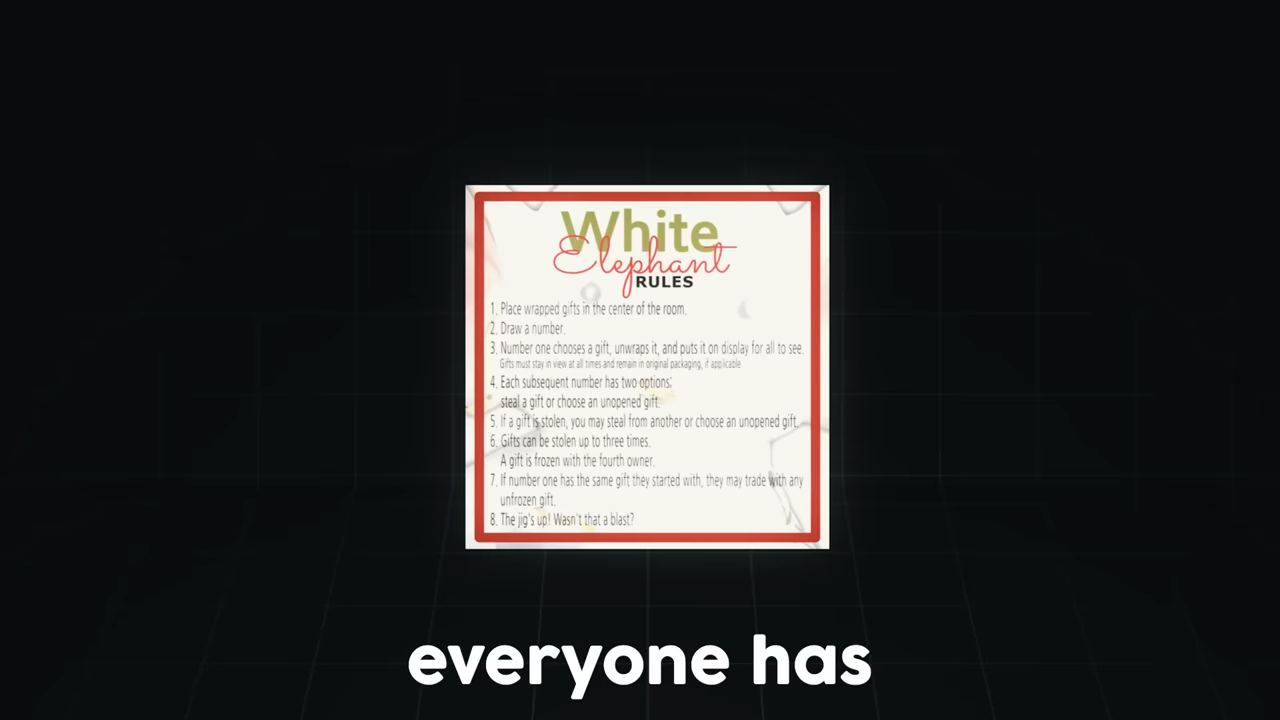 White
Elephant
RULES
1. Place wrapped gifts in the center of the room.
2. Draw a number.
3. Number one chooses a gift, unwraps it, and puts it on display for all to see.
Gifts must stay in view at all times and remain in original packaging, if applicable
4. Each subsequent number has two options:
steal a gift or choose an unopened gift.
5. If a gift is stolen, you may steal from another or choose an unopened gift.
6. Gifts can be stolen up to three times.
A gift is frozen with the fourth owner.
7. If number one has the same gift they started with, they may trade with any
unfrozen gift.
8. The jig's up! Wasn't that a blast?
everyone has